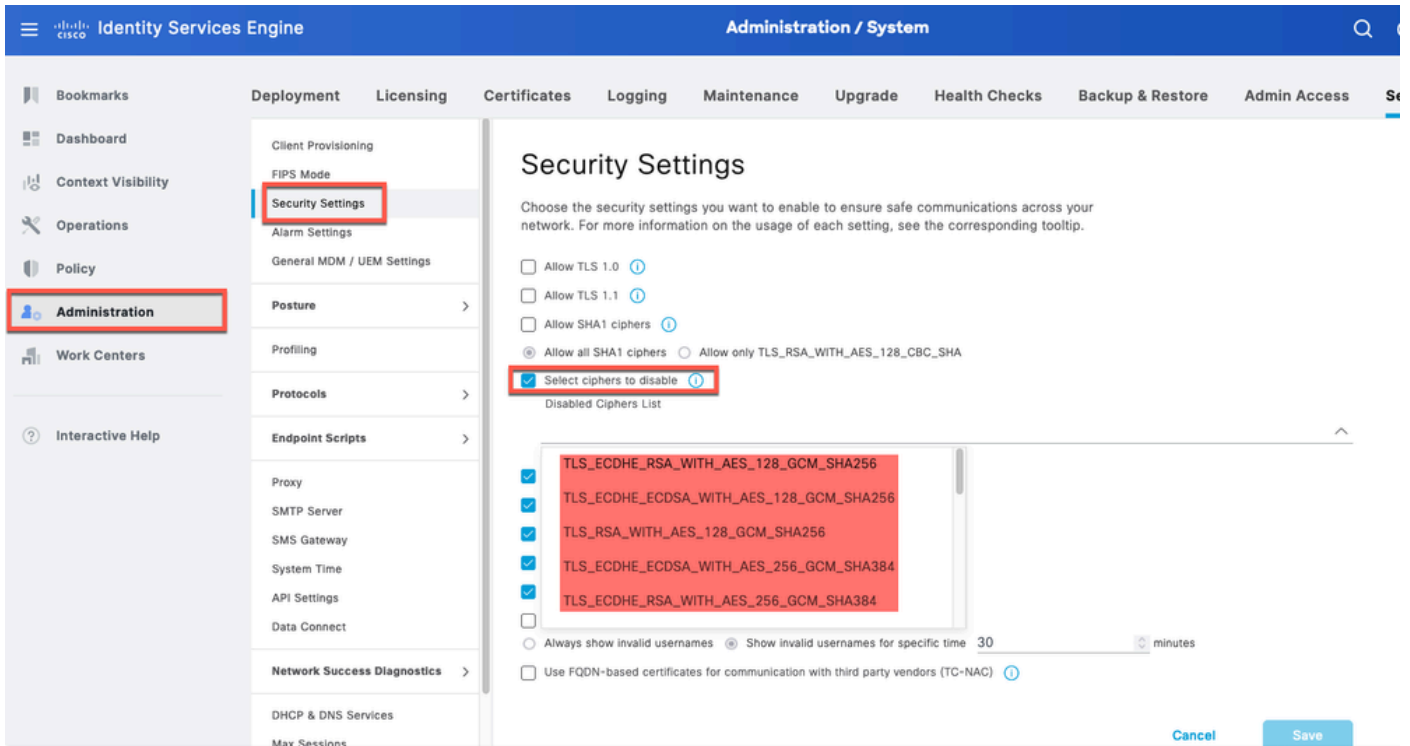 cisco Identity Services Engine
Administration / System
Bookmarks
Dashboard
Context Visibility
Operations
Policy
Administration
Work Centers
Interactive Help
Deployment Licensing Certificates Logging Maintenance Upgrade Health Checks Backup & Restore Admin Access Se
Client Provisioning
FIPS Mode
Security Settings
Alarm Settings
General MDM / UEM Settings
Posture
Profiling
Protocols
Endpoint Scripts
Proxy
SMTP Server
SMS Gateway
System Time
API Settings
Data Connect
Network Success Diagnostics
DHCP & DNS Services
Max Sessions
Security Settings
Choose the security settings you want to enable to ensure safe communications across your
network. For more information on the usage of each setting, see the corresponding tooltip.
Allow TLS 1.0
Allow TLS 1.1
Allow SHA1 ciphers
Allow all SHA1 ciphers Allow only TLS_RSA_WITH_AES_128_CBC_SHA
Select ciphers to disable
Disabled Ciphers List
TLS_ECDHE_RSA_WITH_AES_128_GCM_SHA256
TLS_ECDHE_ECDSA_WITH_AES_128_GCM_SHA256
TLS_RSA_WITH_AES_128_GCM_SHA256
TLS_ECDHE_ECDSA_WITH_AES_256_GCM_SHA384
TLS_ECDHE_RSA_WITH_AES_256_GCM_SHA384
Always show invalid usernames Show invalid usernames for specific time 30 minutes
Use FQDN-based certificates for communication with third party vendors (TC-NAC)
Cancel Save